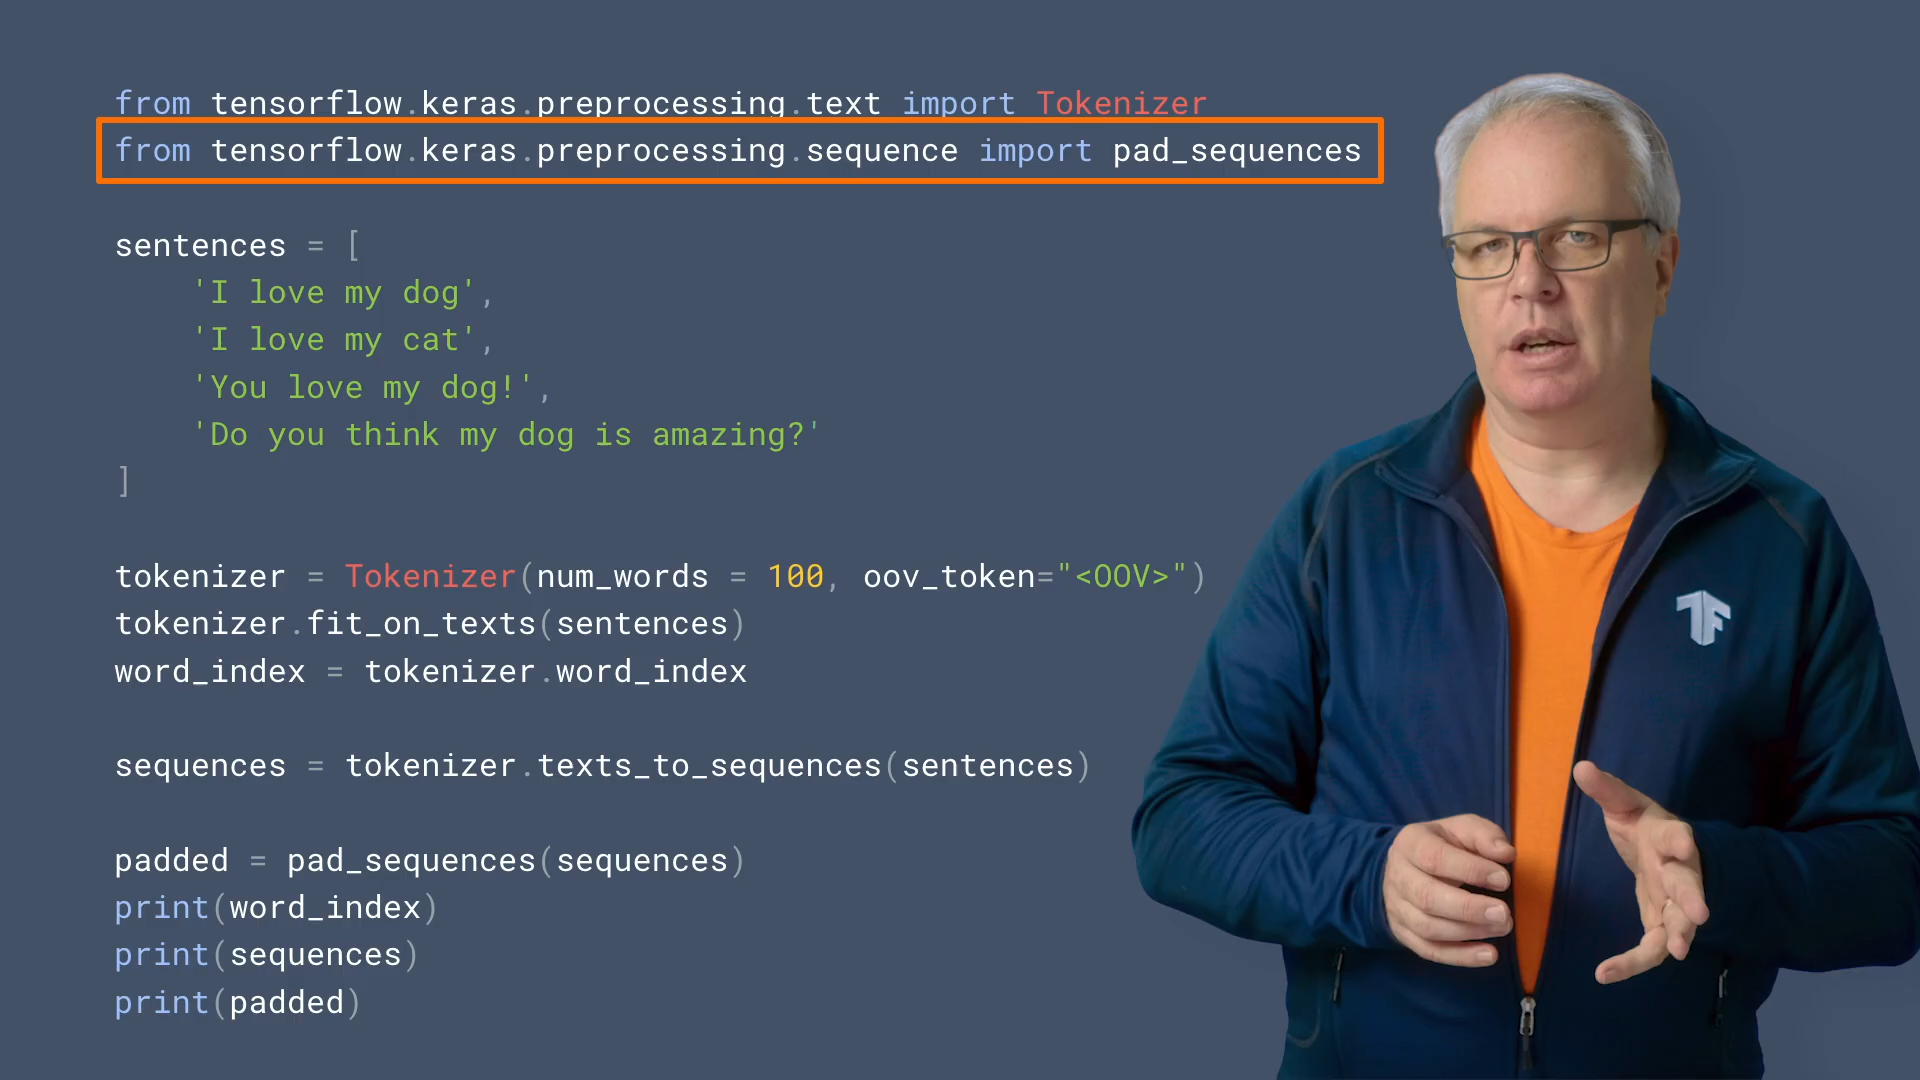 from tensorflow.keras.preprocessing.text import Tokenizer
from tensorflow.keras.preprocessing.sequence import pad_sequences
sentences = [
'I love my dog',
'I love my cat',
'You love my dog!',
'Do you think my dog is amazing?'
]
tokenizer = Tokenizer(num_words = 100, oov_token="<OOV>")
tokenizer.fit_on_texts(sentences)
word_index = tokenizer.word_index
sequences = tokenizer.texts_to_sequences(sentences)
padded = pad_sequences(sequences)
print(word_index)
print(sequences)
print(padded)
TF